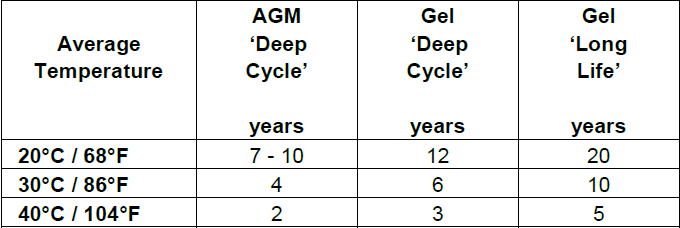 Average
Temperature
AGM
‘Deep
Cycle’
years
Gel
‘Deep
Cycle’
years
Gel
‘Long
Life’
years
20°C / 68°F 7 - 10 12 20
30°C / 86°F 4 6 10
40°C / 104°F 2 3 5